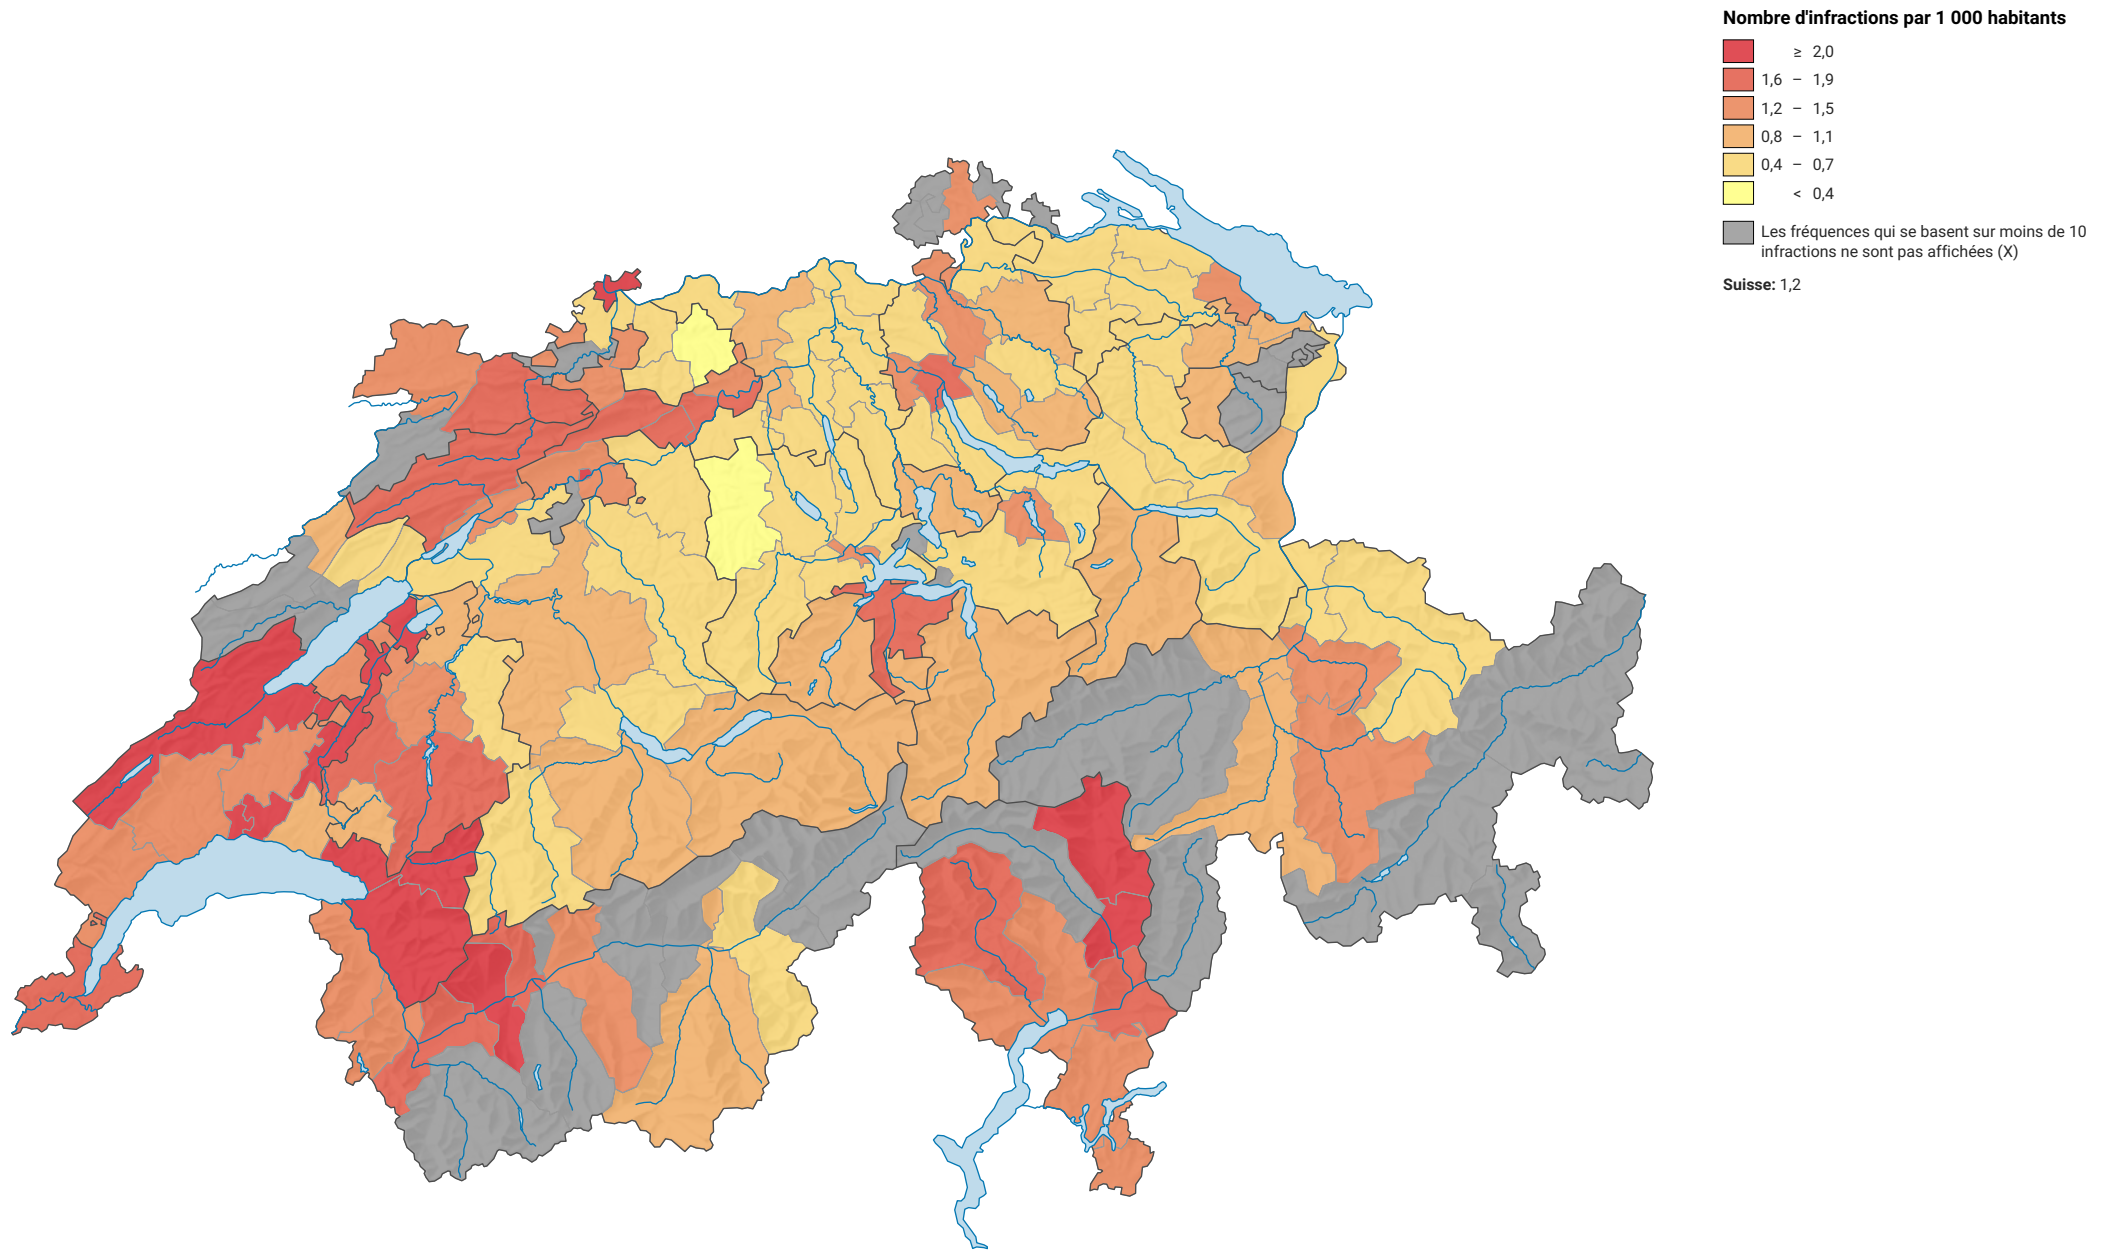 Nombre d'infractions par 1 000 habitants
≥ 2,0
1,6 – 1,9
1,2 – 1,5
0,8 – 1,1
0,4 – 0,7
< 0,4
Les fréquences qui se basent sur moins de 10
infractions ne sont pas affichées (X)
Suisse: 1,2